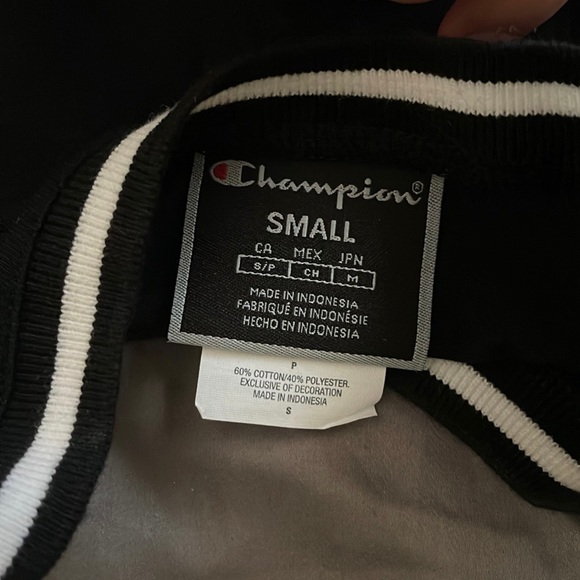 Champion®
SMALL
CA MEX JPN
S/P CH M
MADE IN INDONESIA
FABRIQUÉ EN INDONÉSIE
HECHO EN INDONESIA
P
60% COTTON/40% POLYESTER.
EXCLUSIVE OF DECORATION
MADE IN INDONESIA
S